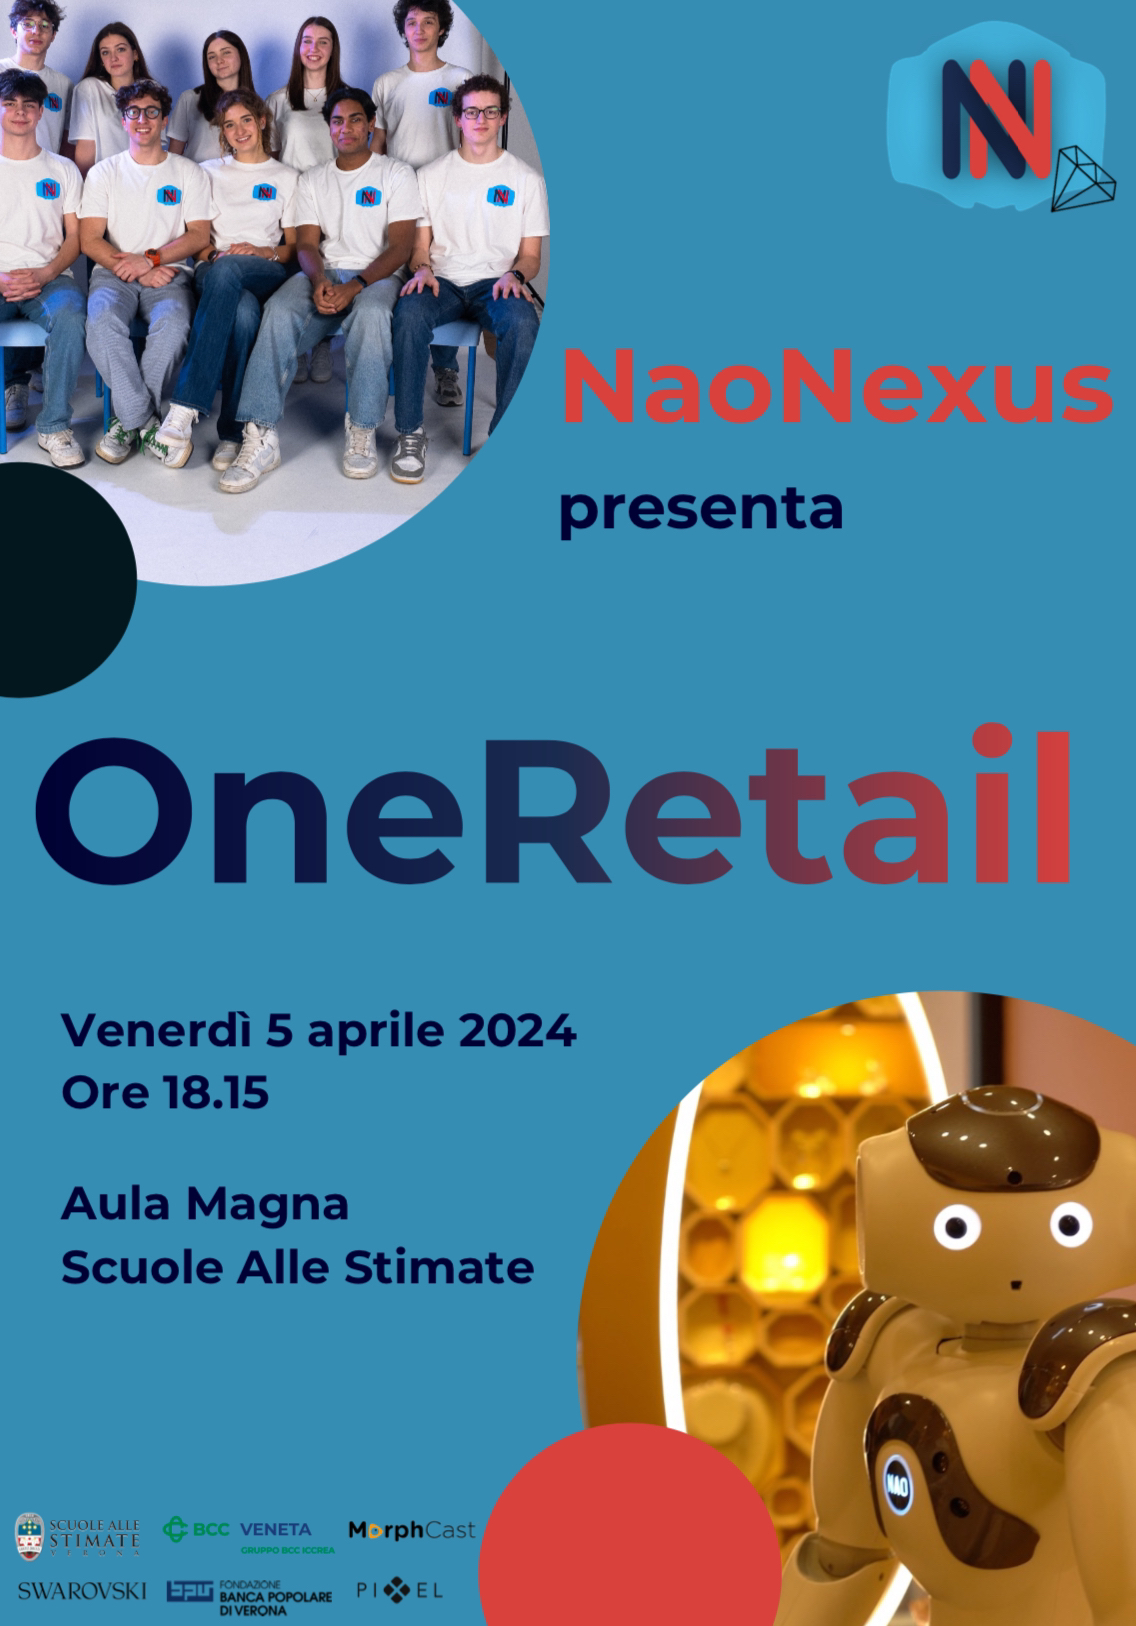 NaoNexus
presenta
OneRetail
Venerdì 5 aprile 2024
Ore 18.15
Aula Magna
Scuole Alle Stimate
NAO
SCUOLE ALLE
STIMATE
VERONA
BCC VENETA
GRUPPO BCC ICCREA
MorphCast
SWAROVSKI
FONDAZIONE
BANCA POPOLARE
DI VERONA
PIXEL